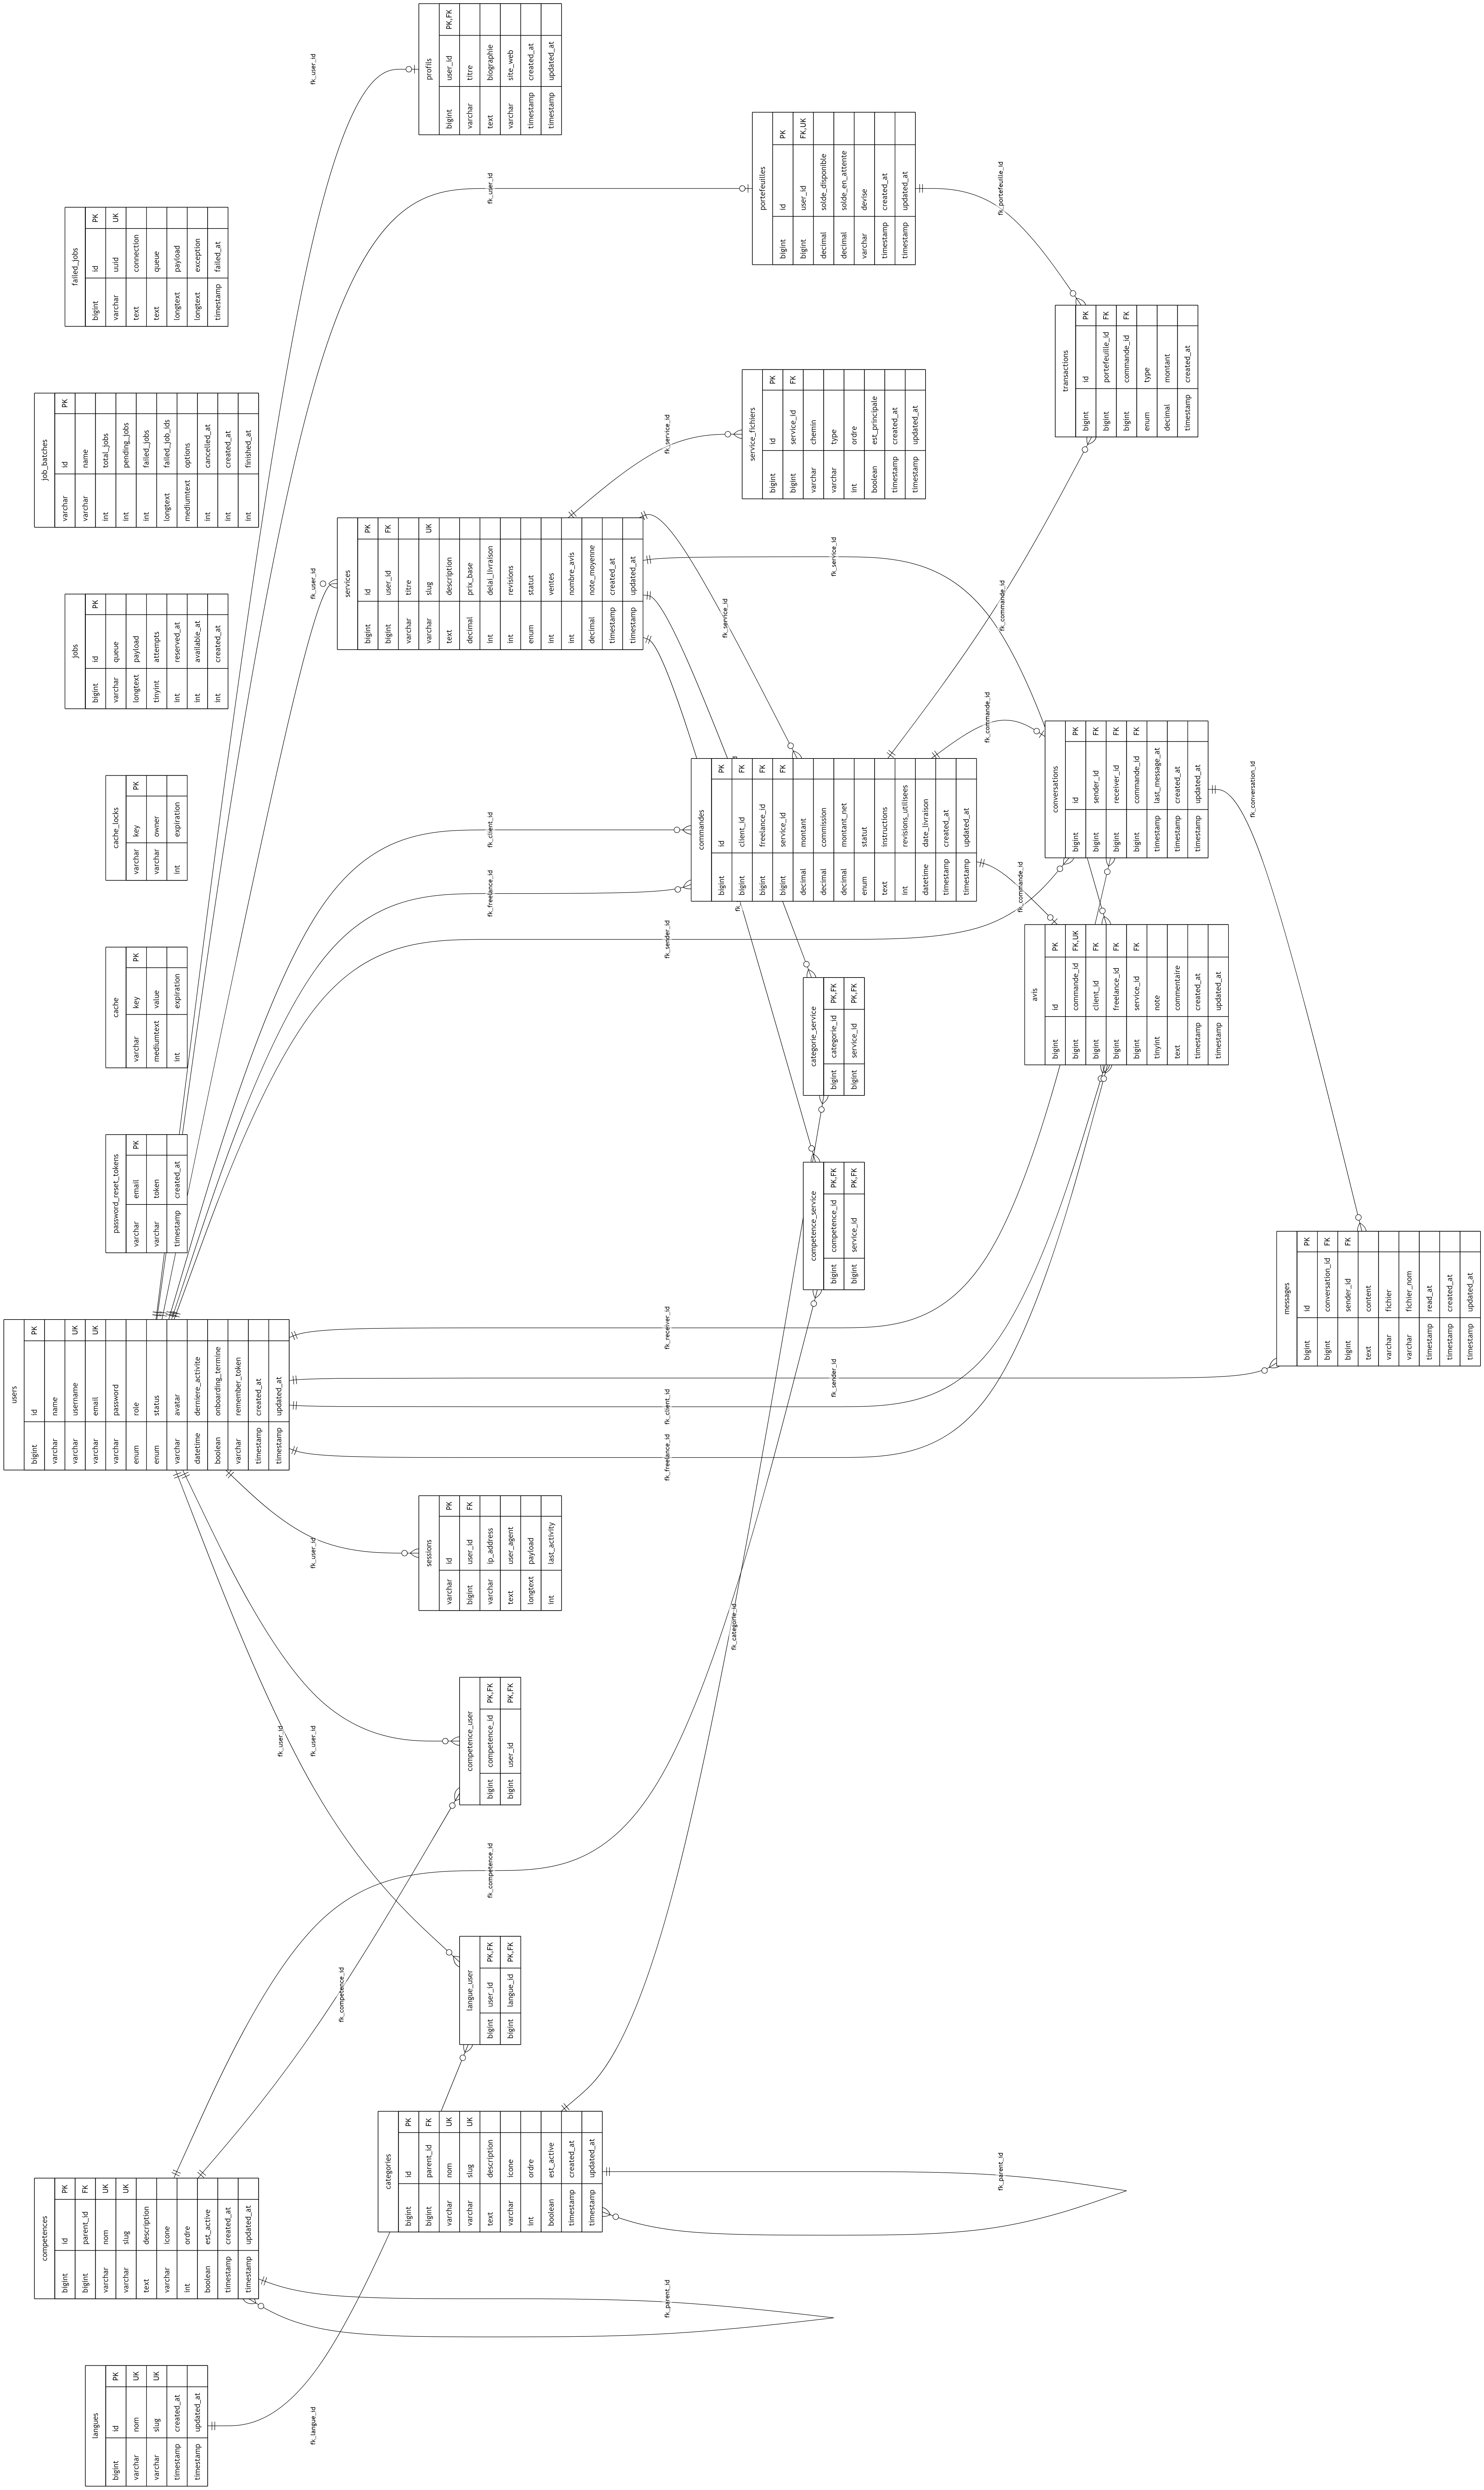 profils
bigint user_id PK,FK
varchar titre
text biographie
varchar site_web
timestamp created_at
timestamp updated_at
fk_user_id
portefeuilles
bigint id PK
bigint user_id FK,UK
decimal solde_disponible
decimal solde_en_attente
varchar devise
timestamp created_at
timestamp updated_at
fk_user_id
fk_portefeuille_id
failed_jobs
bigint id PK
varchar uuid UK
text connection
text queue
longtext payload
longtext exception
timestamp failed_at
transactions
bigint id PK
bigint portefeuille_id FK
bigint commande_id FK
enum type
decimal montant
timestamp created_at
job_batches
varchar id PK
varchar name
int total_jobs
int pending_jobs
int failed_jobs
longtext failed_job_ids
mediumtext options
int cancelled_at
int created_at
int finished_at
service_fichiers
bigint id PK
bigint service_id FK
varchar chemin
varchar type
int ordre
boolean est_principale
timestamp created_at
timestamp updated_at
fk_service_id
services
bigint id PK
bigint user_id FK
varchar titre
varchar slug UK
text description
decimal prix_base
int delai_livraison
int revisions
enum statut
int ventes
int nombre_avis
decimal note_moyenne
timestamp created_at
timestamp updated_at
fk_user_id
fk_service_id
fk_service_id
fk_commande_id
jobs
bigint id PK
varchar queue
longtext payload
tinyint attempts
int reserved_at
int available_at
int created_at
cache_locks
varchar key PK
varchar owner
int expiration
commandes
bigint id PK
bigint client_id FK
bigint freelance_id FK
bigint service_id FK
decimal montant
decimal commission
decimal montant_net
enum statut
text instructions
int revisions_utilisees
datetime date_livraison
timestamp created_at
timestamp updated_at
fk_client_id
fk_freelance_id
fk_sender_id
fk_
fk_commande_id
fk_commande_id
conversations
bigint id PK
bigint sender_id FK
bigint receiver_id FK
bigint commande_id FK
timestamp last_message_at
timestamp created_at
timestamp updated_at
fk_conversation_id
cache
varchar key PK
mediumtext value
int expiration
categorie_service
bigint categorie_id PK,FK
bigint service_id PK,FK
avis
bigint id PK
bigint commande_id FK,UK
bigint client_id FK
bigint freelance_id FK
bigint service_id FK
tinyint note
text commentaire
timestamp created_at
timestamp updated_at
password_reset_tokens
varchar email PK
varchar token
timestamp created_at
competence_service
bigint competence_id PK,FK
bigint service_id PK,FK
messages
bigint id PK
bigint conversation_id FK
bigint sender_id FK
text content
varchar fichier
varchar fichier_nom
timestamp read_at
timestamp created_at
timestamp updated_at
users
bigint id PK
varchar name
varchar username UK
varchar email UK
varchar password
enum role
enum status
varchar avatar
datetime derniere_activite
boolean onboarding_termine
varchar remember_token
timestamp created_at
timestamp updated_at
fk_receiver_id
fk_sender_id
fk_client_id
fk_freelance_id
sessions
varchar id PK
bigint user_id FK
varchar ip_address
text user_agent
longtext payload
int last_activity
fk_user_id
fk_categorie_id
competence_user
bigint competence_id PK,FK
bigint user_id PK,FK
fk_user_id
fk_user_id
fk_competence_id
fk_competence_id
langue_user
bigint user_id PK,FK
bigint langue_id PK,FK
categories
bigint id PK
bigint parent_id FK
varchar nom UK
varchar slug UK
text description
varchar icone
int ordre
boolean est_active
timestamp created_at
timestamp updated_at
fk_parent_id
competences
bigint id PK
bigint parent_id FK
varchar nom UK
varchar slug UK
text description
varchar icone
int ordre
boolean est_active
timestamp created_at
timestamp updated_at
fk_parent_id
langues
bigint id PK
varchar nom UK
varchar slug UK
timestamp created_at
timestamp updated_at
fk_langue_id